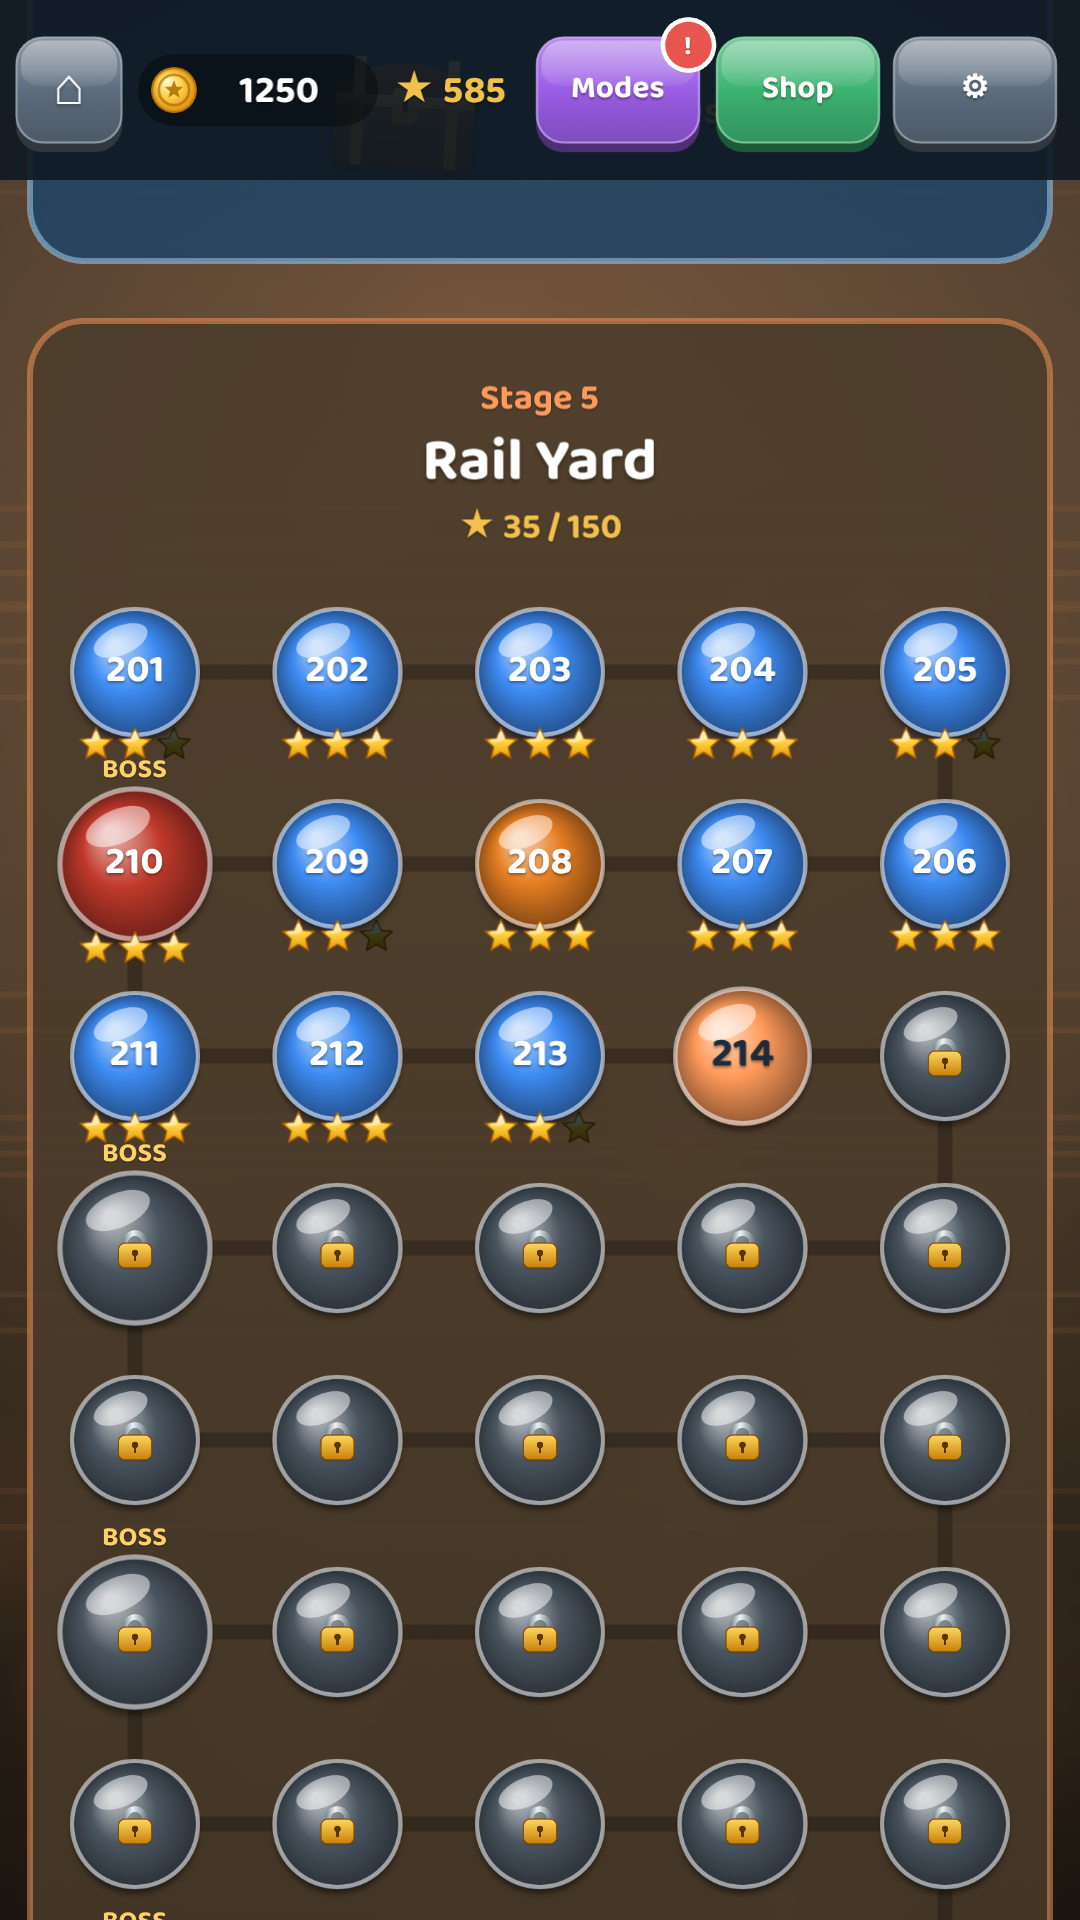 1250 ★ 585 Modes ! Shop
Stage 5
Rail Yard
★ 35 / 150
201 202 203 204 205
BOSS
210 209 208 207 206
211 212 213 214
BOSS
BOSS
BOSS